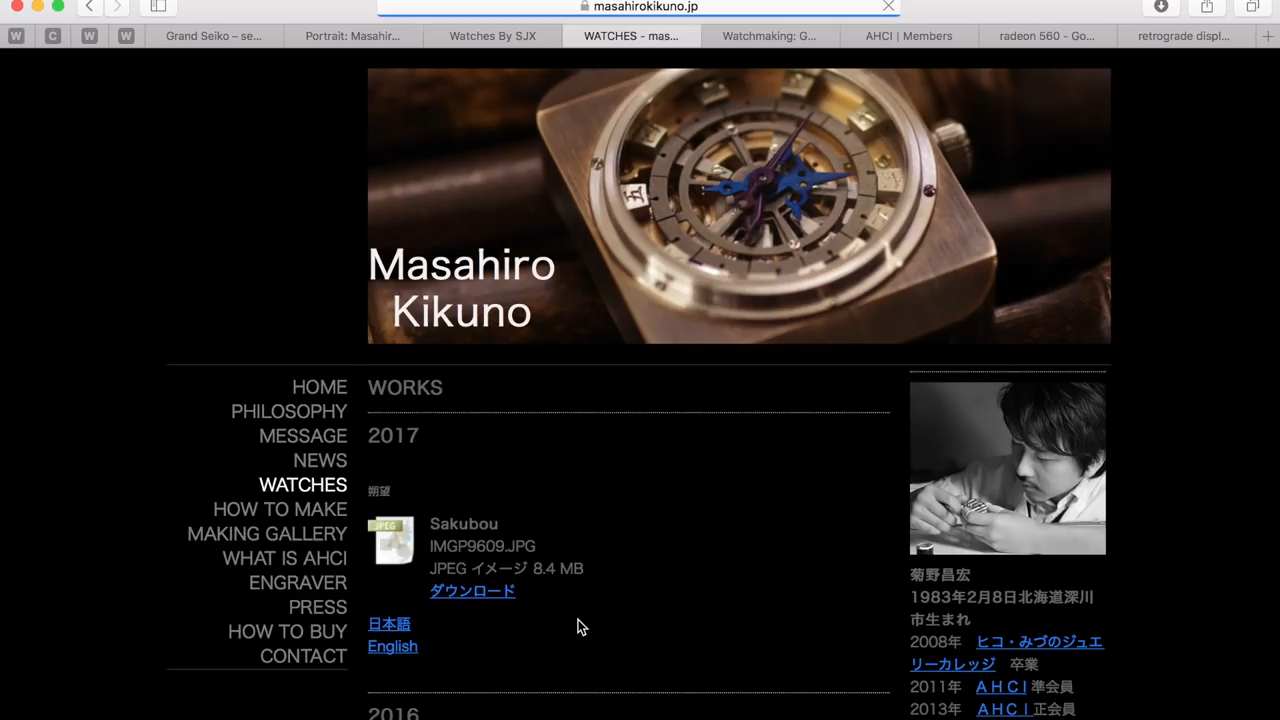 masahirokikuno.jp
W
C
W
W
Grand Seiko – se...
Portrait: Masahir...
Watches By SJX
WATCHES - mas...
Watchmaking: G...
AHCI | Members
radeon 560 - Go...
retrograde displ...
Masahiro
Kikuno
HOME
PHILOSOPHY
MESSAGE
NEWS
WATCHES
HOW TO MAKE
MAKING GALLERY
WHAT IS AHCI
ENGRAVER
PRESS
HOW TO BUY
CONTACT
WORKS
2017
朔望
JPEG
Sakubou
IMGP9609.JPG
JPEG イメージ 8.4 MB
ダウンロード
日本語
English
2016
菊野昌宏
1983年2月8日北海道深川
市生まれ
2008年 ヒコ・みづのジュエ
リーカレッジ 卒業
2011年 ＡＨＣＩ準会員
2013年 ＡＨＣＩ正会員